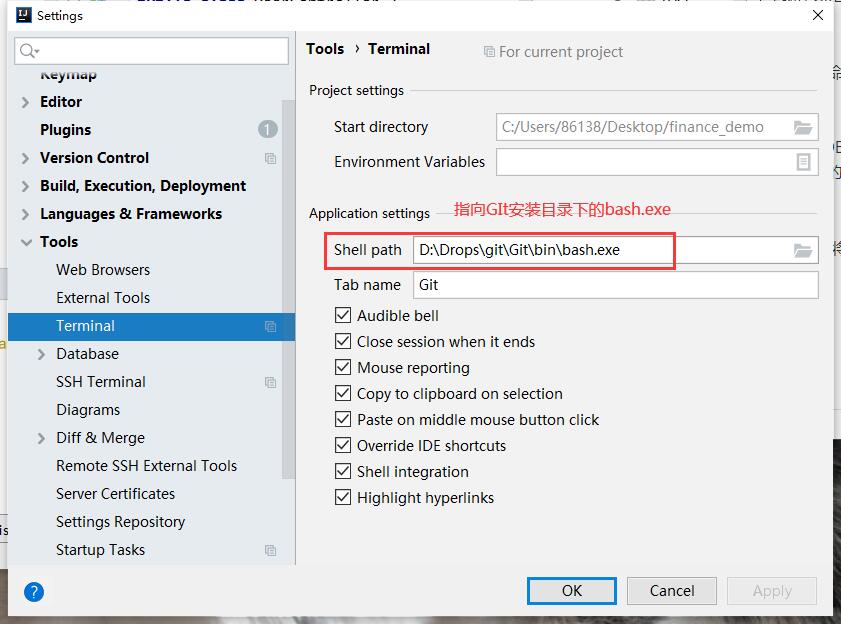 Settings
Keymap
Editor
Plugins 1
Version Control
Build, Execution, Deployment
Languages & Frameworks
Tools
Web Browsers
External Tools
Terminal
Database
SSH Terminal
Diagrams
Diff & Merge
Remote SSH External Tools
Server Certificates
Settings Repository
Startup Tasks
Tools › Terminal For current project
Project settings
Start directory C:/Users/86138/Desktop/finance_demo
Environment Variables
Application settings 指向GIt安装目录下的bash.exe
Shell path D:\Drops\git\Git\bin\bash.exe
Tab name Git
Audible bell
Close session when it ends
Mouse reporting
Copy to clipboard on selection
Paste on middle mouse button click
Override IDE shortcuts
Shell integration
Highlight hyperlinks
? OK Cancel Apply